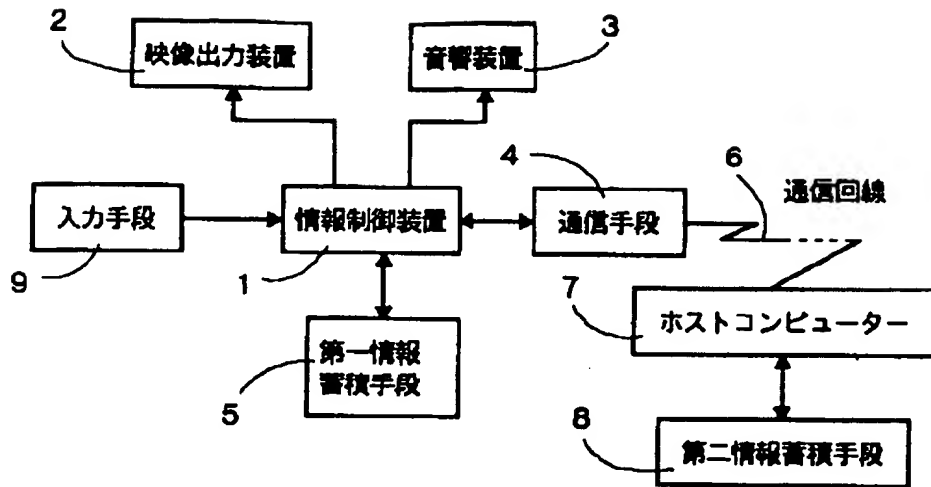 2
映像出力装置
3
音響装置
4
6
通信回線
入力手段
情報制御装置
通信手段
9
1
7
ホストコンピューター
第一情報
蓄積手段
5
8
第二情報蓄積手段